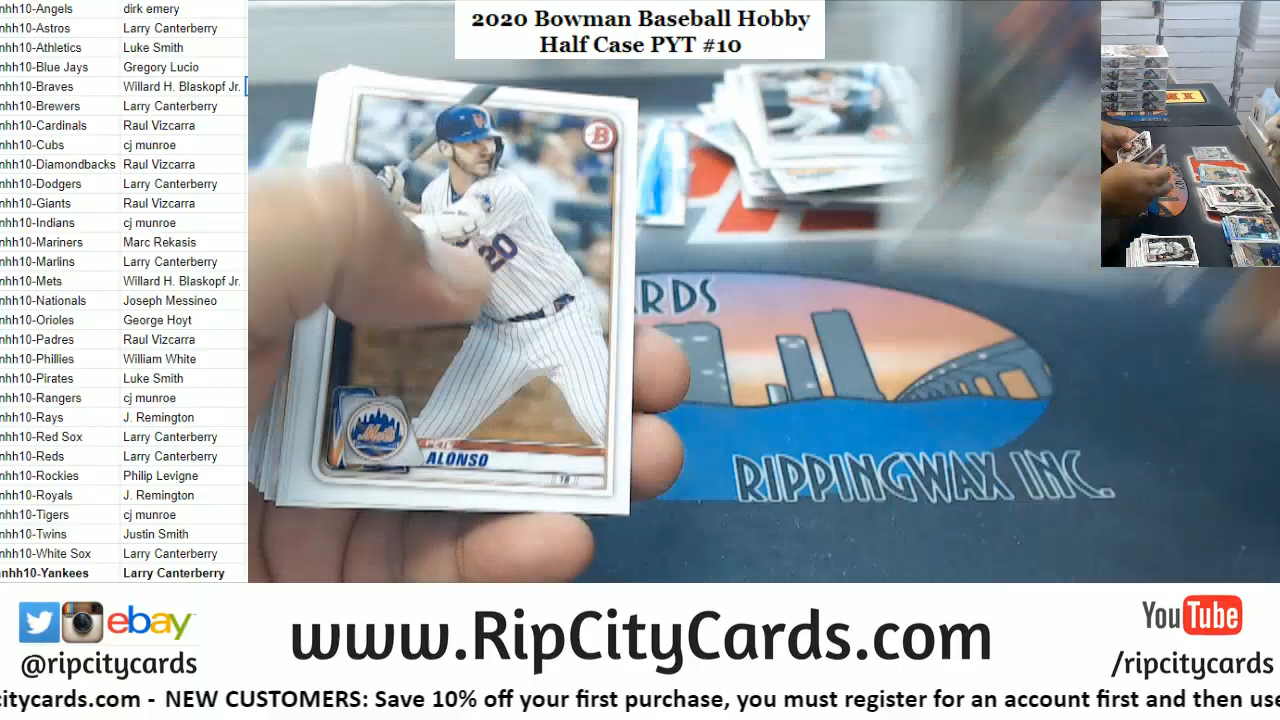 nhh10-Angels dirk emery
nhh10-Astros Larry Canterberry
nhh10-Athletics Luke Smith
nhh10-Blue Jays Gregory Lucio
nhh10-Braves Willard H. Blaskopf Jr.
nhh10-Brewers Larry Canterberry
nhh10-Cardinals Raul Vizcarra
nhh10-Cubs cj munroe
nhh10-Diamondbacks Raul Vizcarra
nhh10-Dodgers Larry Canterberry
nhh10-Giants Raul Vizcarra
nhh10-Indians cj munroe
nhh10-Mariners Marc Rekasis
nhh10-Marlins Larry Canterberry
nhh10-Mets Willard H. Blaskopf Jr.
nhh10-Nationals Joseph Messineo
nhh10-Orioles George Hoyt
nhh10-Padres Raul Vizcarra
nhh10-Phillies William White
nhh10-Pirates Luke Smith
nhh10-Rangers cj munroe
nhh10-Rays J. Remington
nhh10-Red Sox Larry Canterberry
nhh10-Reds Larry Canterberry
nhh10-Rockies Philip Levigne
nhh10-Royals J. Remington
nhh10-Tigers cj munroe
nhh10-Twins Justin Smith
nhh10-White Sox Larry Canterberry
nhh10-Yankees Larry Canterberry
2020 Bowman Baseball Hobby
Half Case PYT #10
B
20
Mets
ALONSO
18
ARDS
RIPPINGWAX INC.
ebay
@ripcitycards
www.RipCityCards.com
YouTube
/ripcitycards
citycards.com - NEW CUSTOMERS: Save 10% off your first purchase, you must register for an account first and then use